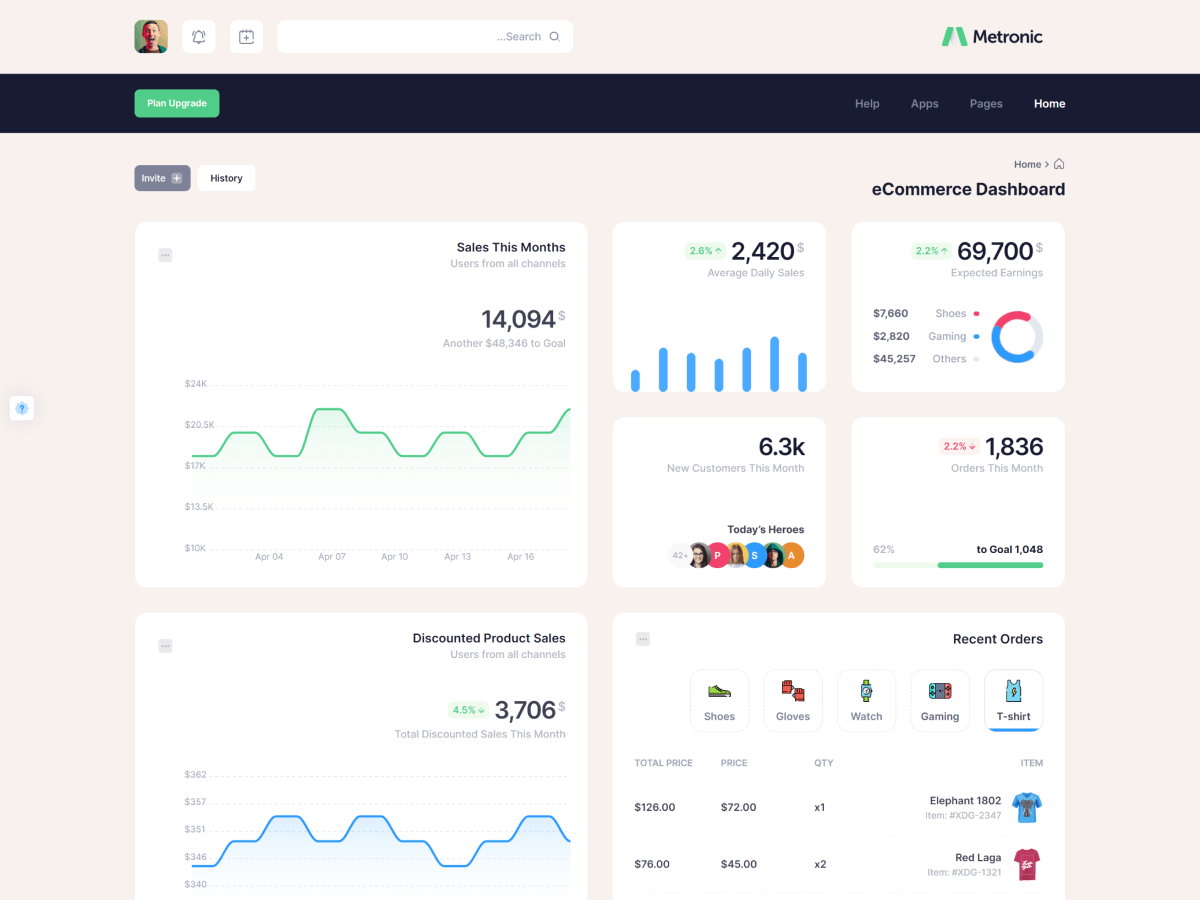 Search...
Metronic
Plan Upgrade
Help
Apps
Pages
Home
Invite
History
Home
eCommerce Dashboard
Sales This Months
Users from all channels
14,094 $
Another $48,346 to Goal
$24K
$20.5K
$17K
$13.5K
$10K
Apr 04
Apr 07
Apr 10
Apr 13
Apr 16
2.6%
2,420 $
Average Daily Sales
2.2%
69,700 $
Expected Earnings
$7,660 Shoes
$2,820 Gaming
$45,257 Others
?
6.3k
New Customers This Month
Today's Heroes
42+
P
S
A
2.2%
1,836
Orders This Month
62%
1,048 to Goal
Discounted Product Sales
Users from all channels
4.5%
3,706 $
Total Discounted Sales This Month
$362
$357
$351
$346
$340
Recent Orders
Shoes
Gloves
Watch
Gaming
T-shirt
TOTAL PRICE
PRICE
QTY
ITEM
$126.00
$72.00
x1
Elephant 1802
Item: #XDG-2347
$76.00
$45.00
x2
Red Laga
Item: #XDG-1321